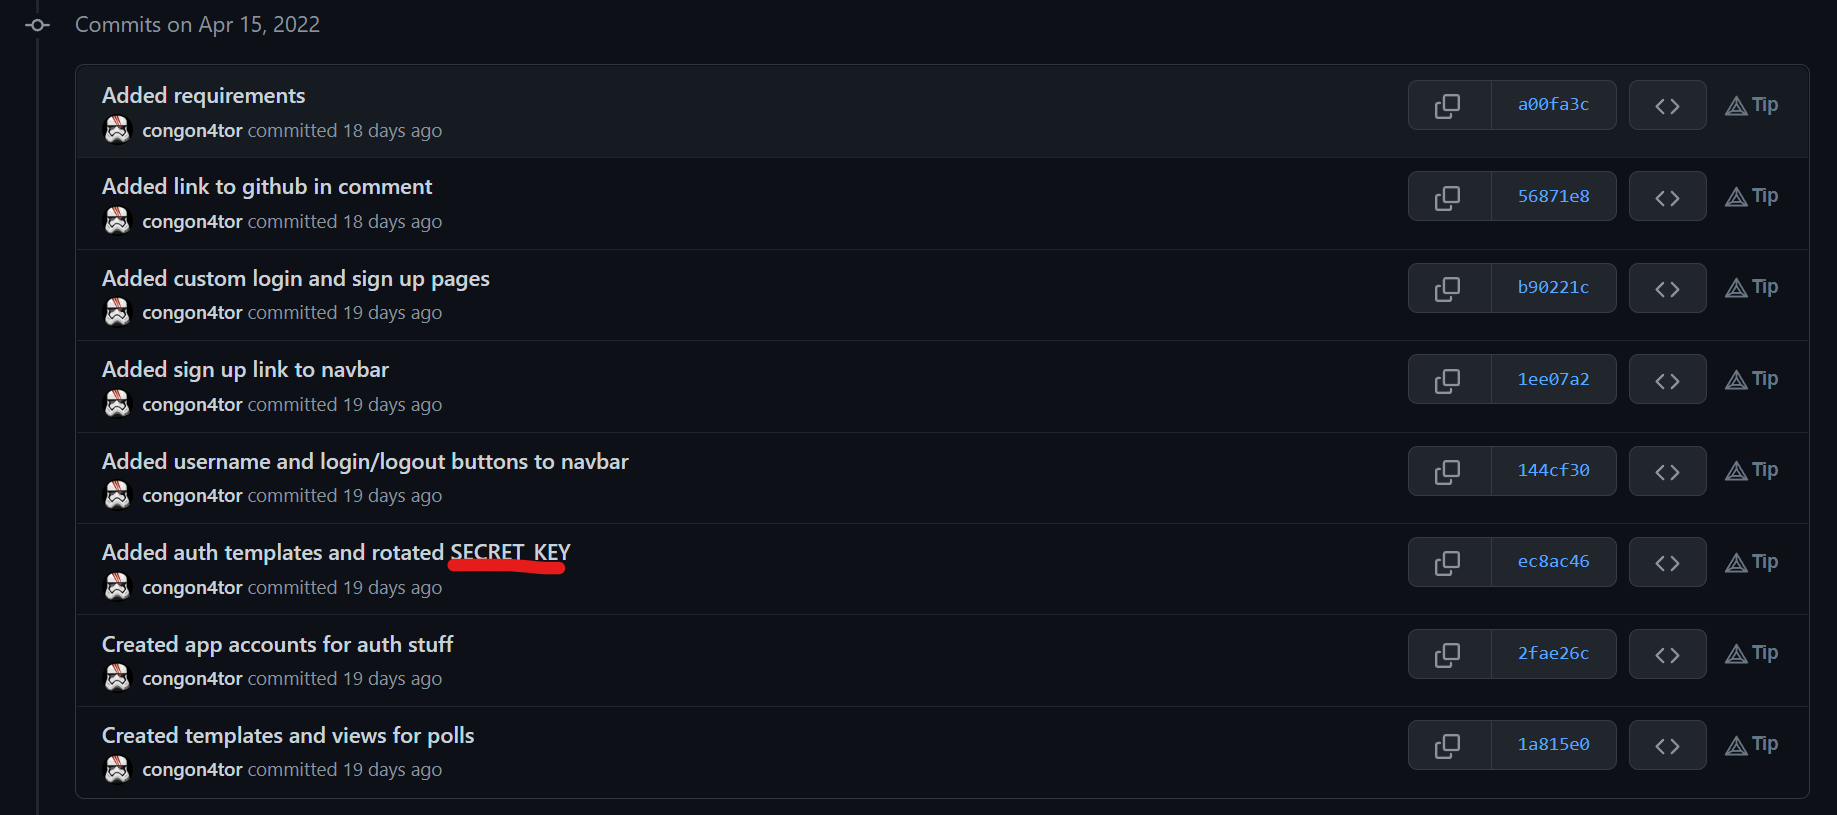 Commits on Apr 15, 2022
Added requirements
congon4tor committed 18 days ago
a00fa3c
Tip
Added link to github in comment
congon4tor committed 18 days ago
56871e8
Tip
Added custom login and sign up pages
congon4tor committed 19 days ago
b90221c
Tip
Added sign up link to navbar
congon4tor committed 19 days ago
1ee07a2
Tip
Added username and login/logout buttons to navbar
congon4tor committed 19 days ago
144cf30
Tip
Added auth templates and rotated SECRET_KEY
congon4tor committed 19 days ago
ec8ac46
Tip
Created app accounts for auth stuff
congon4tor committed 19 days ago
2fae26c
Tip
Created templates and views for polls
congon4tor committed 19 days ago
1a815e0
Tip